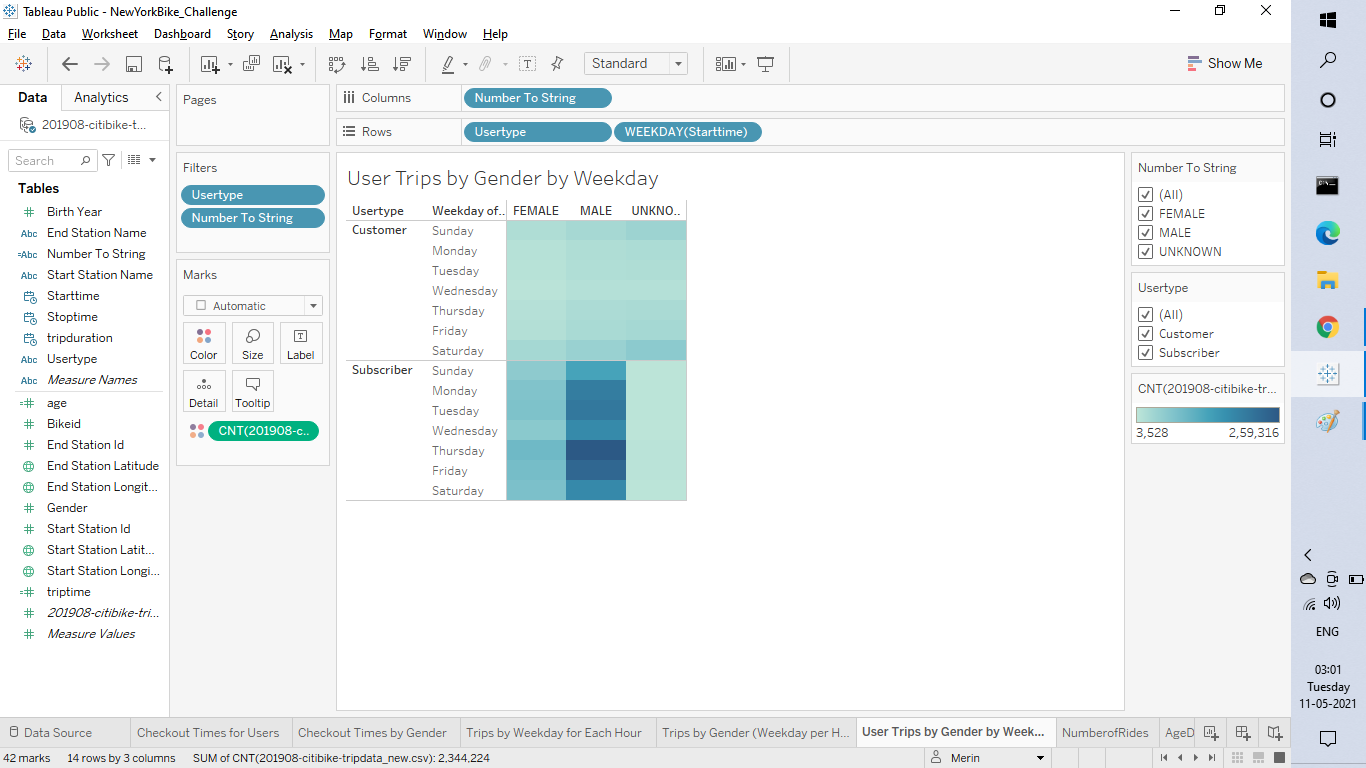 Tableau Public - NewYorkBike_Challenge
File Data Worksheet Dashboard Story Analysis Map Format Window Help
Standard
Show Me
Data Analytics
201908-citibike-t...
Search
Tables
Birth Year
Abc End Station Name
=Abc Number To String
Abc Start Station Name
Starttime
Stoptime
tripduration
Abc Usertype
Abc Measure Names
age
Bikeid
End Station Id
End Station Latitude
End Station Longit...
Gender
Start Station Id
Start Station Latit...
Start Station Longi...
triptime
201908-citibike-tri...
Measure Values
Pages
Filters
Usertype
Number To String
Marks
Automatic
Color Size Label
Detail Tooltip
CNT(201908-c..
Columns Number To String
Rows Usertype WEEKDAY(Starttime)
User Trips by Gender by Weekday
Usertype Weekday of.. FEMALE MALE UNKNO..
Customer Sunday
Monday
Tuesday
Wednesday
Thursday
Friday
Saturday
Subscriber Sunday
Monday
Tuesday
Wednesday
Thursday
Friday
Saturday
Number To String
(All)
FEMALE
MALE
UNKNOWN
Usertype
(All)
Customer
Subscriber
CNT(201908-citibike-tr...
3,528 2,59,316
Data Source Checkout Times for Users Checkout Times by Gender Trips by Weekday for Each Hour Trips by Gender (Weekday per H... User Trips by Gender by Week... NumberofRides AgeD
42 marks 14 rows by 3 columns SUM of CNT(201908-citibike-tripdata_new.csv): 2,344,224 Merin
ENG
03:01
Tuesday
11-05-2021